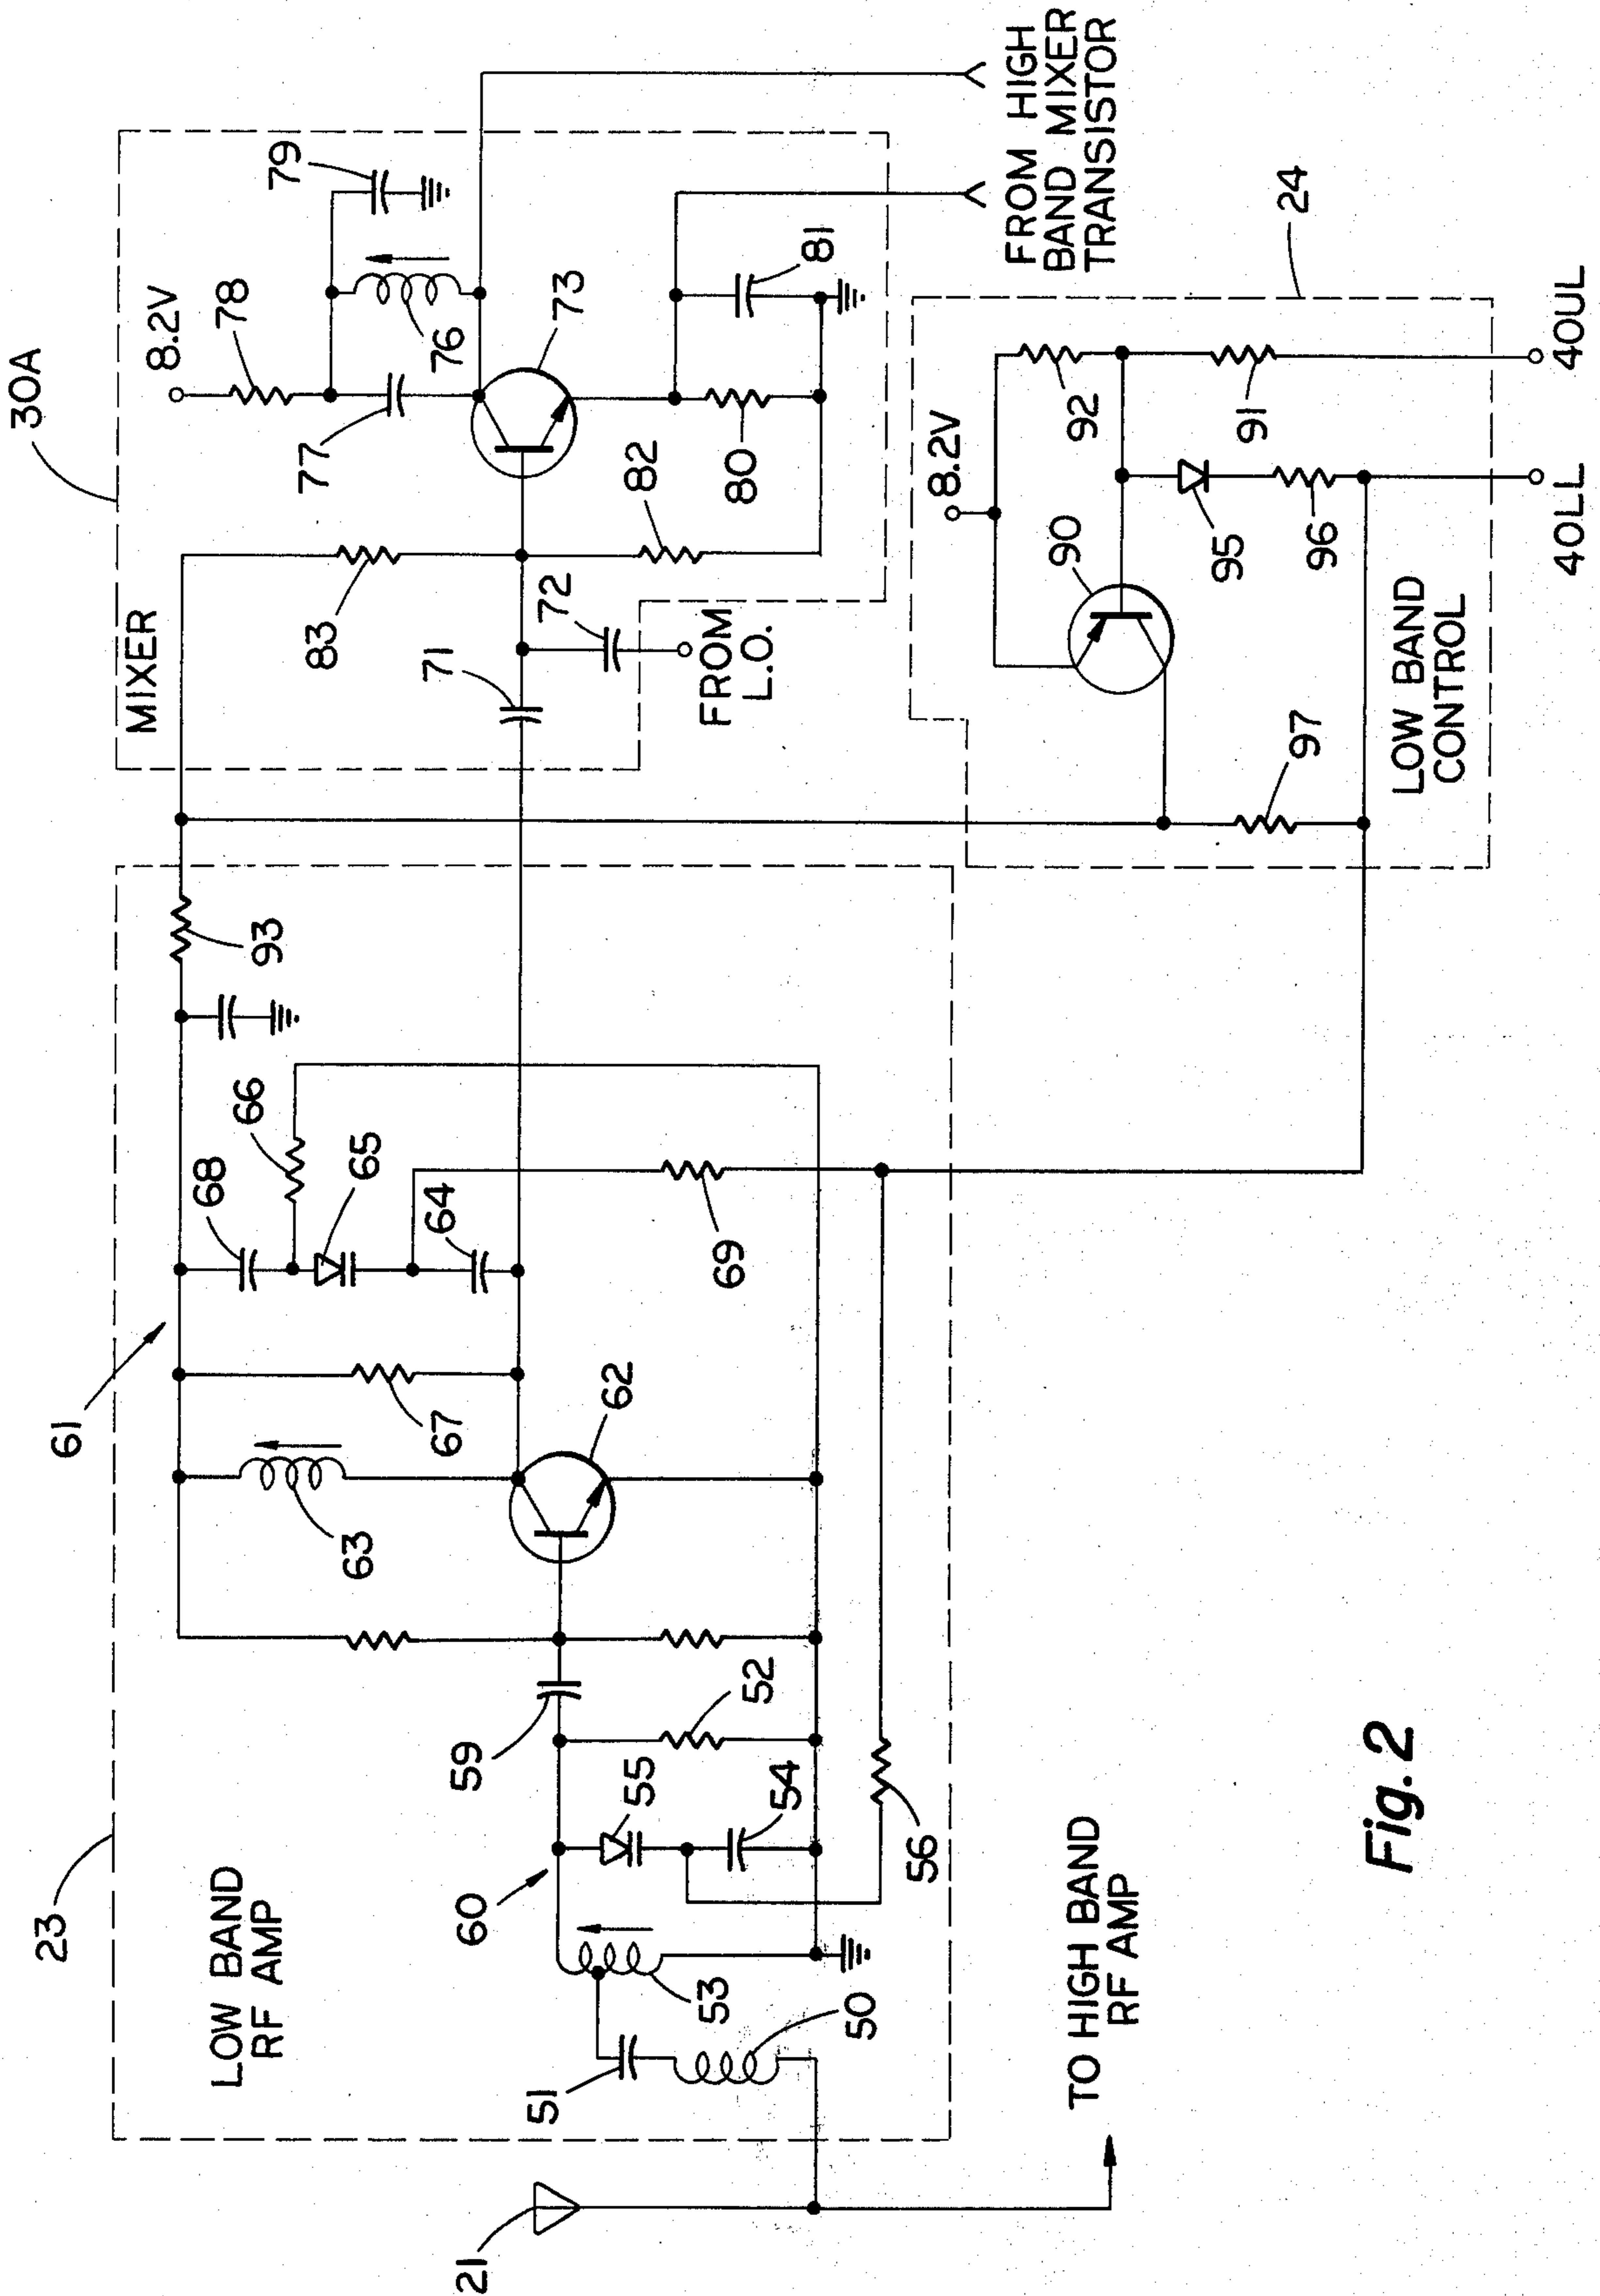 30A
MIXER
8.2V
78
79
77
76
73
83
82
80
81
71
72
FROM
L.O.
FROM HIGH
BAND MIXER
TRANSISTOR
24
8.2V
90
92
91
95
96
97
LOW BAND
CONTROL
40LL
40UL
23
LOW BAND
RF AMP
61
93
68
66
65
64
69
67
63
62
59
52
60
55
54
56
53
51
50
21
TO HIGH BAND
RF AMP
Fig. 2